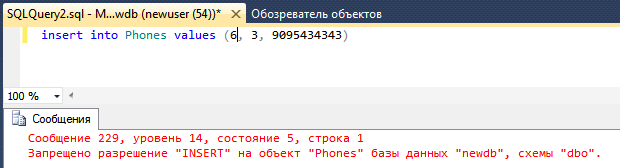 SQLQuery2.sql - M...wdb (newuser (54))*
Обозреватель объектов
insert into Phones values (6, 3, 9095434343)
100 %
Сообщения
Сообщение 229, уровень 14, состояние 5, строка 1
Запрещено разрешение "INSERT" на объект "Phones" базы данных "newdb", схемы "dbo".